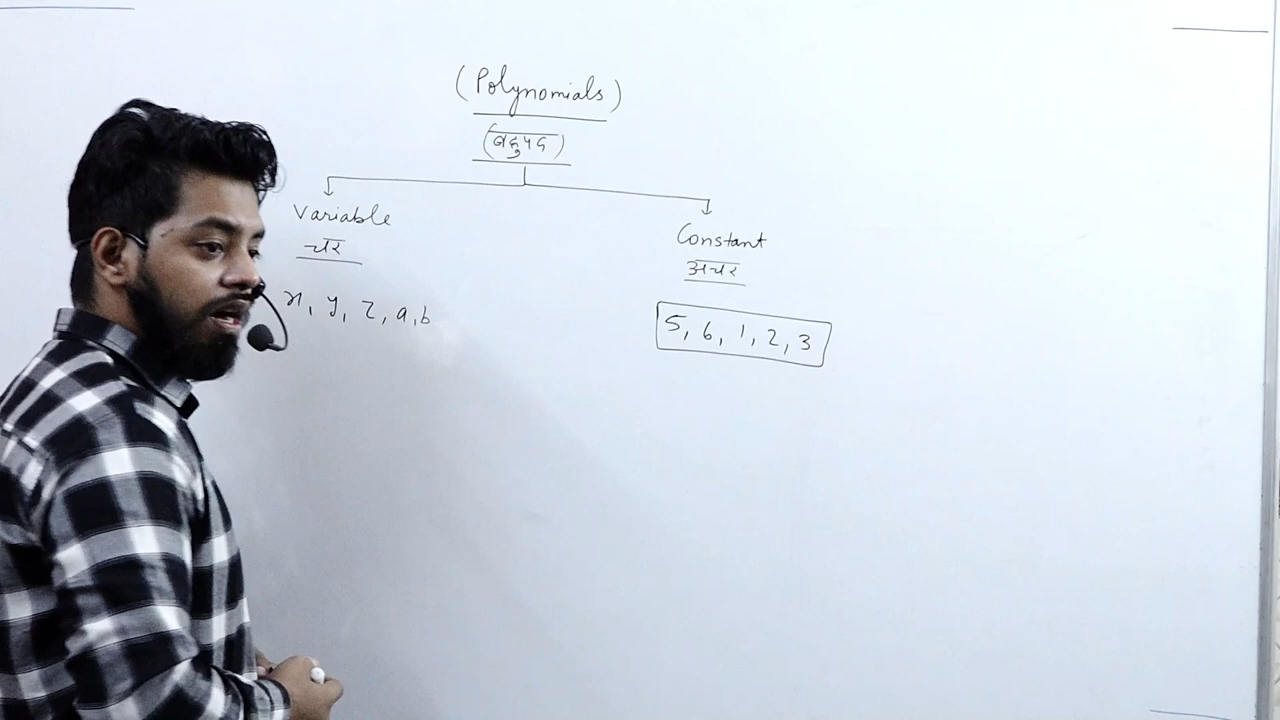 (Polynomials)
(बहुपद)
Variable
चर
x, y, z, a, b
Constant
अचर
5, 6, 1, 2, 3